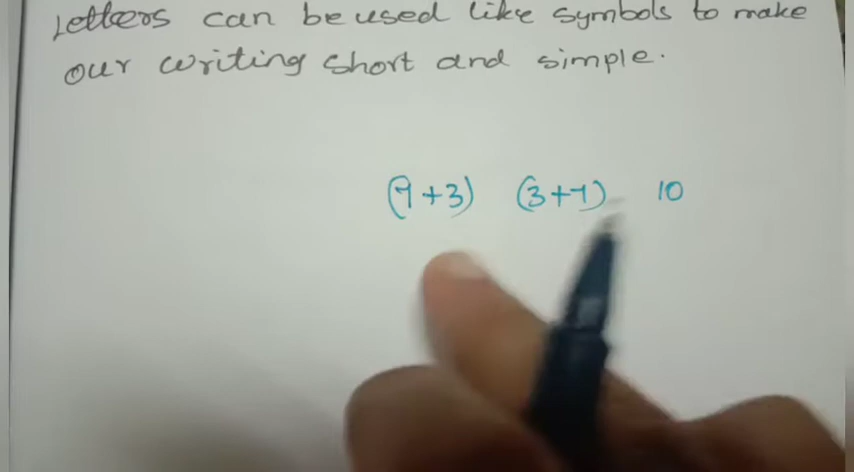 Letters can be used like symbols to make
our writing short and simple.
(7+3) (3+7) 10